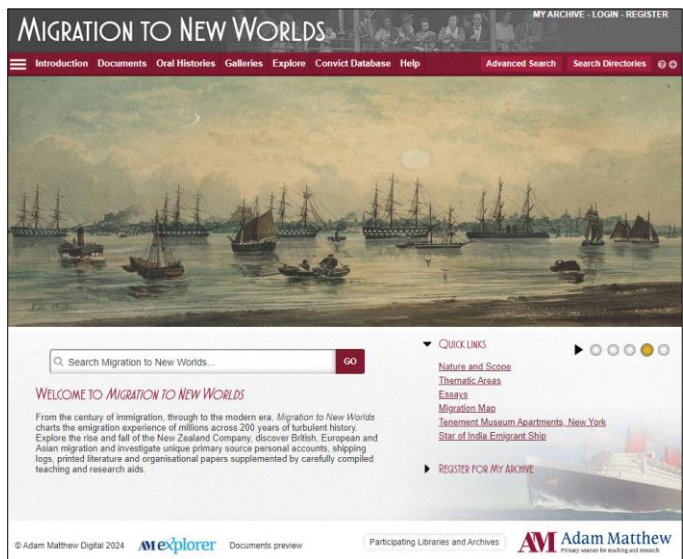 MIGRATION TO NEW WORLDS
MY ARCHIVE - LOGIN - REGISTER
Introduction Documents Oral Histories Galleries Explore Convict Database Help Advanced Search Search Directories
Search Migration to New Worlds... GO
WELCOME TO MIGRATION TO NEW WORLDS
From the century of immigration, through to the modern era, Migration to New Worlds
charts the emigration experience of millions across 200 years of turbulent history.
Explore the rise and fall of the New Zealand Company, discover British, European and
Asian migration and investigate unique primary source personal accounts, shipping
logs, printed literature and organisational papers supplemented by carefully compiled
teaching and research aids.
QUICK LINKS
Nature and Scope
Thematic Areas
Essays
Migration Map
Tenement Museum Apartments, New York
Star of India Emigrant Ship
REGISTER FOR MY ARCHIVE
© Adam Matthew Digital 2024 AM explorer Documents preview Participating Libraries and Archives AM Adam Matthew
Primary sources for teaching and research